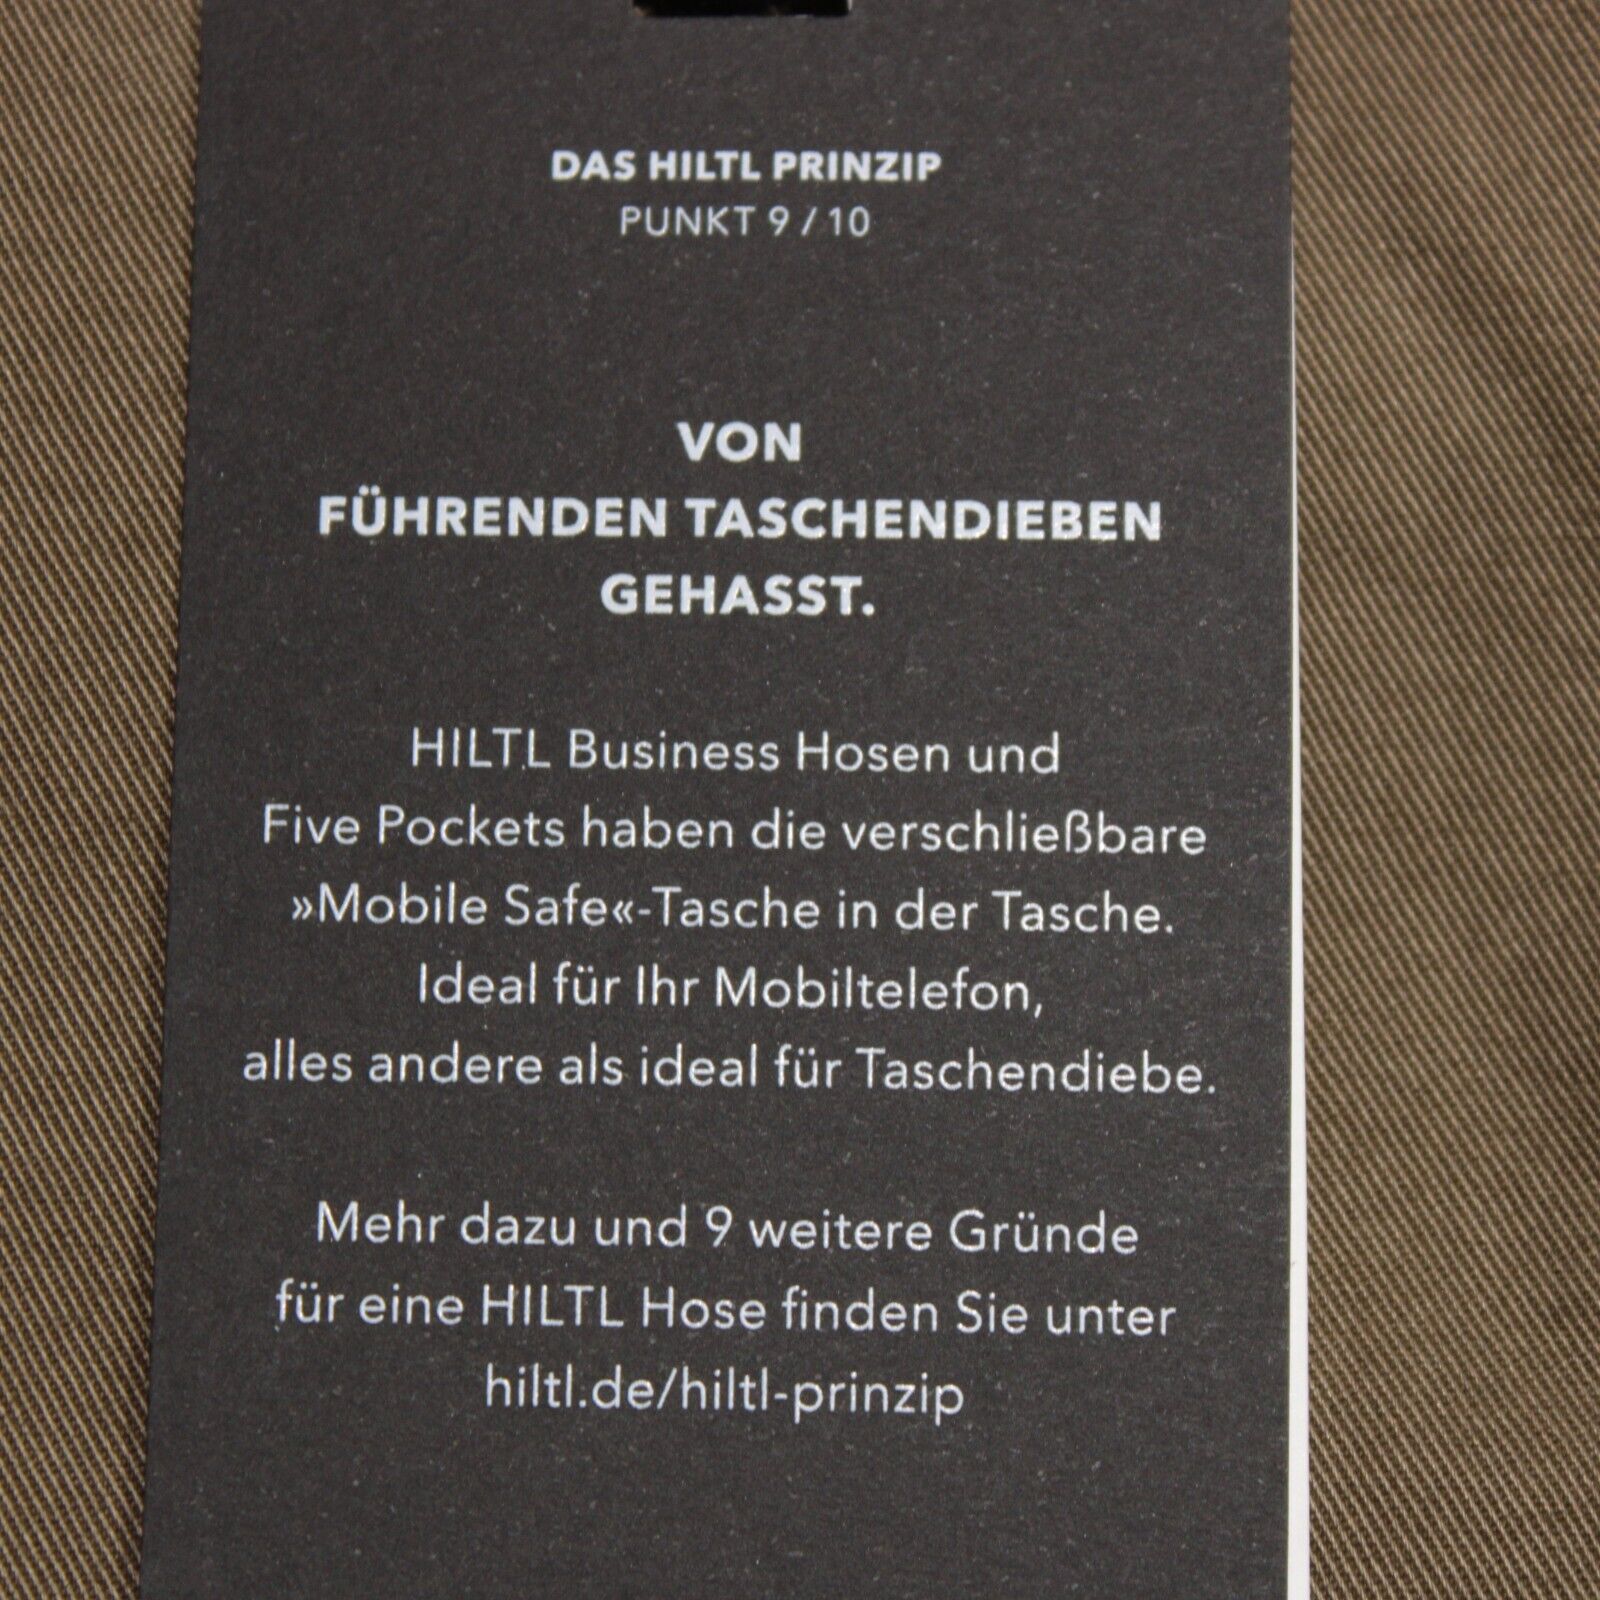 DAS HILTL PRINZIP
PUNKT 9 / 10
VON
FÜHRENDEN TASCHENDIEBEN
GEHASST.
HILTL Business Hosen und
Five Pockets haben die verschließbare
»Mobile Safe«-Tasche in der Tasche.
Ideal für Ihr Mobiltelefon,
alles andere als ideal für Taschendiebe.
Mehr dazu und 9 weitere Gründe
für eine HILTL Hose finden Sie unter
hiltl.de/hiltl-prinzip